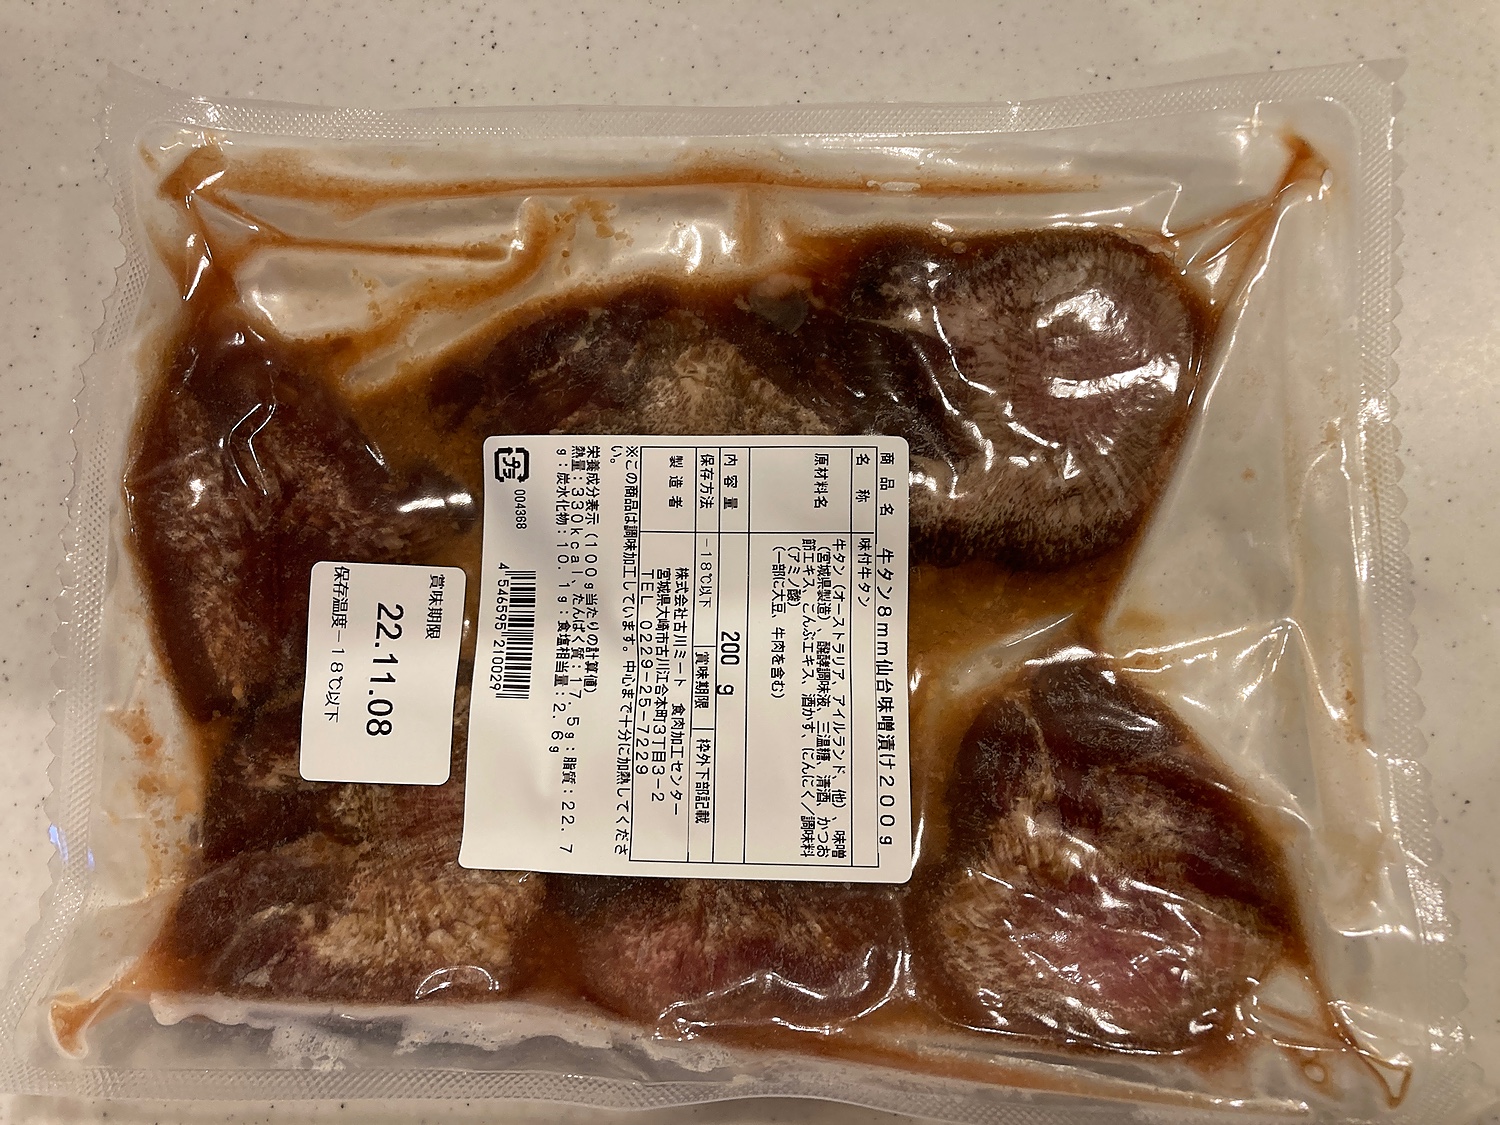 商品名 牛タン8mm仙台味噌漬け200g
名称 味付牛タン
原材料名 牛タン(オーストラリア、アイルランド、他)、味噌
(宮城県製造)、醗酵調味液、三温糖、清酒、かつお
節エキス、こんぶエキス、酒かす、にんにく/調味料
(アミノ酸)
(一部に大豆、牛肉を含む)
内容量 200g
保存方法 -18℃以下 賞味期限 枠外下部記載
製造者 株式会社古川ミート 食肉加工センター
宮城県大崎市古川江合本町3丁目3-2
TEL 0229-25-7229
※この商品は調味加工しています。中心まで十分に加熱してくださ
い。
栄養成分表示(100g当たりの計算値)
熱量:330kcal、たんぱく質:17.5g:脂質:22.7
g:炭水化物:10.1g:食塩相当量:2.6g
プラ
004368
4546595210029
賞味期限
22.11.08
保存温度-18℃以下